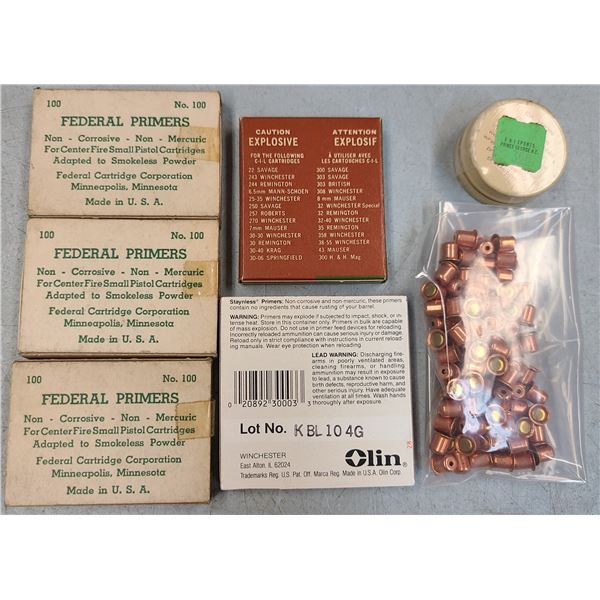 100 No. 100
FEDERAL PRIMERS
Non - Corrosive - Non - Mercuric
For Center Fire Small Pistol Cartridges
Adapted to Smokeless Powder
Federal Cartridge Corporation
Minneapolis, Minnesota
Made in U. S. A.
100 No. 100
FEDERAL PRIMERS
Non - Corrosive - Non - Mercuric
For Center Fire Small Pistol Cartridges
Adapted to Smokeless Powder
Federal Cartridge Corporation
Minneapolis, Minnesota
Made in U. S. A.
100 No. 100
FEDERAL PRIMERS
Non - Corrosive - Non - Mercuric
For Center Fire Small Pistol Cartridges
Adapted to Smokeless Powder
Federal Cartridge Corporation
Minneapolis, Minnesota
Made in U. S. A.
CAUTION
EXPLOSIVE
FOR THE FOLLOWING
C-I-L CARTRIDGES
22 SAVAGE
243 WINCHESTER
244 REMINGTON
6.5mm MANN-SCHOEN
25-35 WINCHESTER
250 SAVAGE
257 ROBERTS
270 WINCHESTER
7mm MAUSER
30-30 WINCHESTER
30 REMINGTON
30-40 KRAG
30-06 SPRINGFIELD
ATTENTION
EXPLOSIF
À UTILISER AVEC
LES CARTOUCHES C-I-L
300 SAVAGE
303 SAVAGE
303 BRITISH
308 WINCHESTER
8 mm MAUSER
32 WINCHESTER Special
32 REMINGTON
32-40 WINCHESTER
35 REMINGTON
358 WINCHESTER
38-55 WINCHESTER
43 MAUSER
300 H. & H. Mag.
Staynless® Primers: Non-corrosive and non-mercuric, these primers
contain no ingredients that cause rusting of your barrel.
WARNING: Primers may explode if subjected to impact, shock, or in-
tense heat. Store in this container only. Primers in bulk are capable
of mass explosion. Do not use in primer feed devices for reloading.
Incorrectly reloaded ammunition can cause serious injury or damage.
Reload only in strict compliance with instructions in current reload-
ing manuals. Wear eye protection when reloading.
LEAD WARNING: Discharging fire-
arms in poorly ventilated areas,
cleaning firearms, or handling
ammunition may result in exposure
to lead, a substance known to cause
birth defects, reproductive harm, and
other serious injury. Have adequate
ventilation at all times. Wash hands
thoroughly after exposure.
0 20892 30003 3
Lot No. KBL104G
WINCHESTER
East Alton, IL 62024
Olin®
Trademarks Reg. U.S. Pat. Off. Marca Reg. Made in U.S.A. Olin Corp.
PRINCE GEORGE B.C.